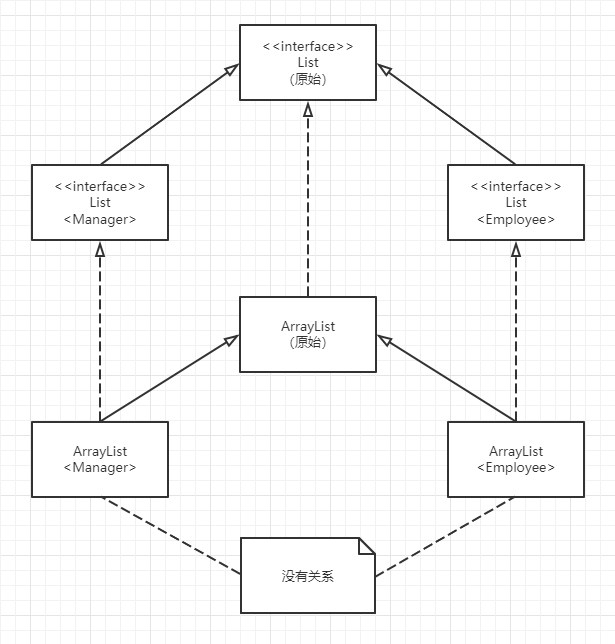 <<interface>>
List
(原始)
<<interface>>
List
<Manager>
<<interface>>
List
<Employee>
ArrayList
(原始)
ArrayList
<Manager>
ArrayList
<Employee>
没有关系